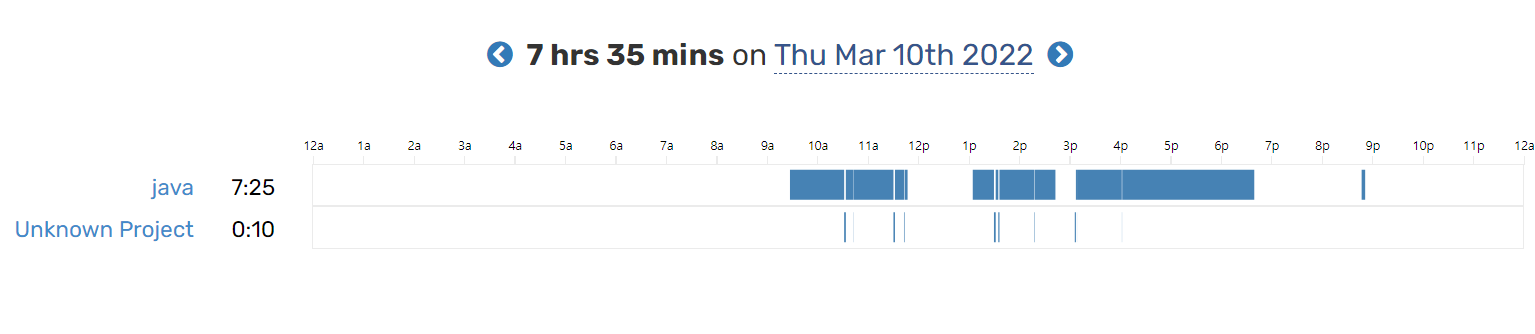 7 hrs 35 mins on Thu Mar 10th 2022
12a 1a 2a 3a 4a 5a 6a 7a 8a 9a 10a 11a 12p 1p 2p 3p 4p 5p 6p 7p 8p 9p 10p 11p 12a
java 7:25
Unknown Project 0:10